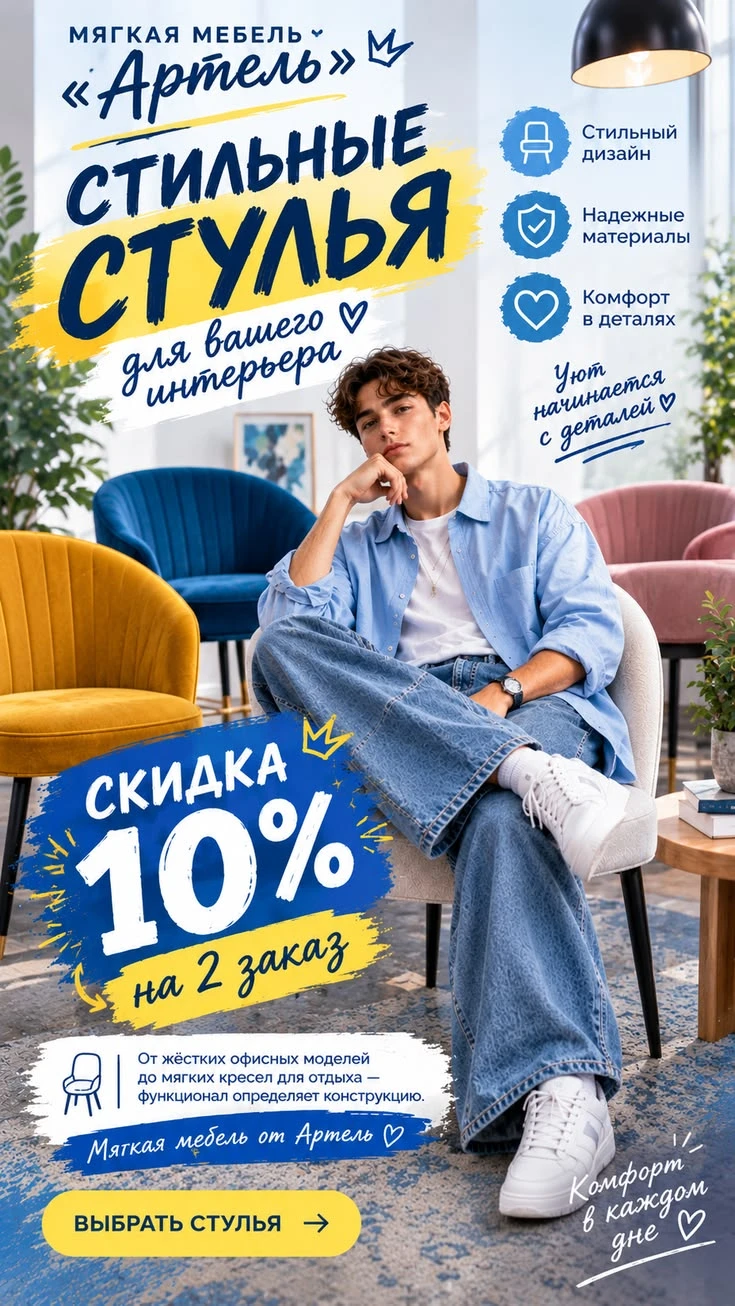 МЯГКАЯ МЕБЕЛЬ
«Артель»
СТИЛЬНЫЕ
СТУЛЬЯ
для вашего
интерьера
Стильный
дизайн
Надежные
материалы
Комфорт
в деталях
Уют
начинается
с деталей
СКИДКА
10%
на 2 заказ
От жёстких офисных моделей
до мягких кресел для отдыха —
функционал определяет конструкцию.
Мягкая мебель от Артель
ВЫБРАТЬ СТУЛЬЯ →
Комфорт
в каждом
дне